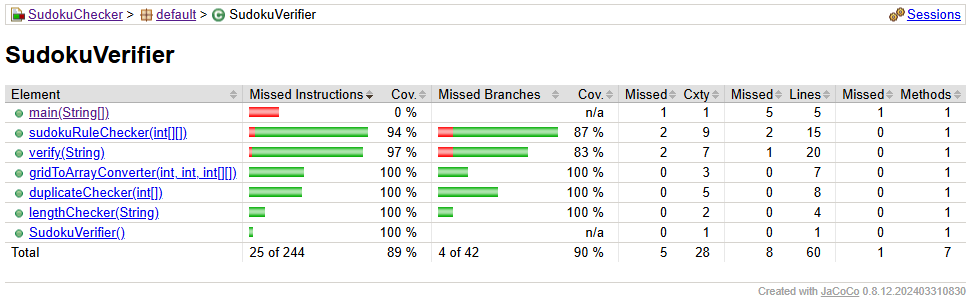 SudokuChecker > default > SudokuVerifier Sessions
SudokuVerifier
Element Missed Instructions Cov. Missed Branches Cov. Missed Cxty Missed Lines Missed Methods
main(String[]) 0 % n/a 1 1 5 5 1 1
sudokuRuleChecker(int[][]) 94 % 87 % 2 9 2 15 0 1
verify(String) 97 % 83 % 2 7 1 20 0 1
gridToArrayConverter(int, int, int[][]) 100 % 100 % 0 3 0 7 0 1
duplicateChecker(int[]) 100 % 100 % 0 5 0 8 0 1
lengthChecker(String) 100 % 100 % 0 2 0 4 0 1
SudokuVerifier() 100 % n/a 0 1 0 1 0 1
Total 25 of 244 89 % 4 of 42 90 % 5 28 8 60 1 7
Created with JaCoCo 0.8.12.202403310830